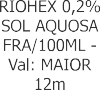 RIOHEX 0,2%
SOL AQUOSA
FRA/100ML -
Val: MAIOR
12m